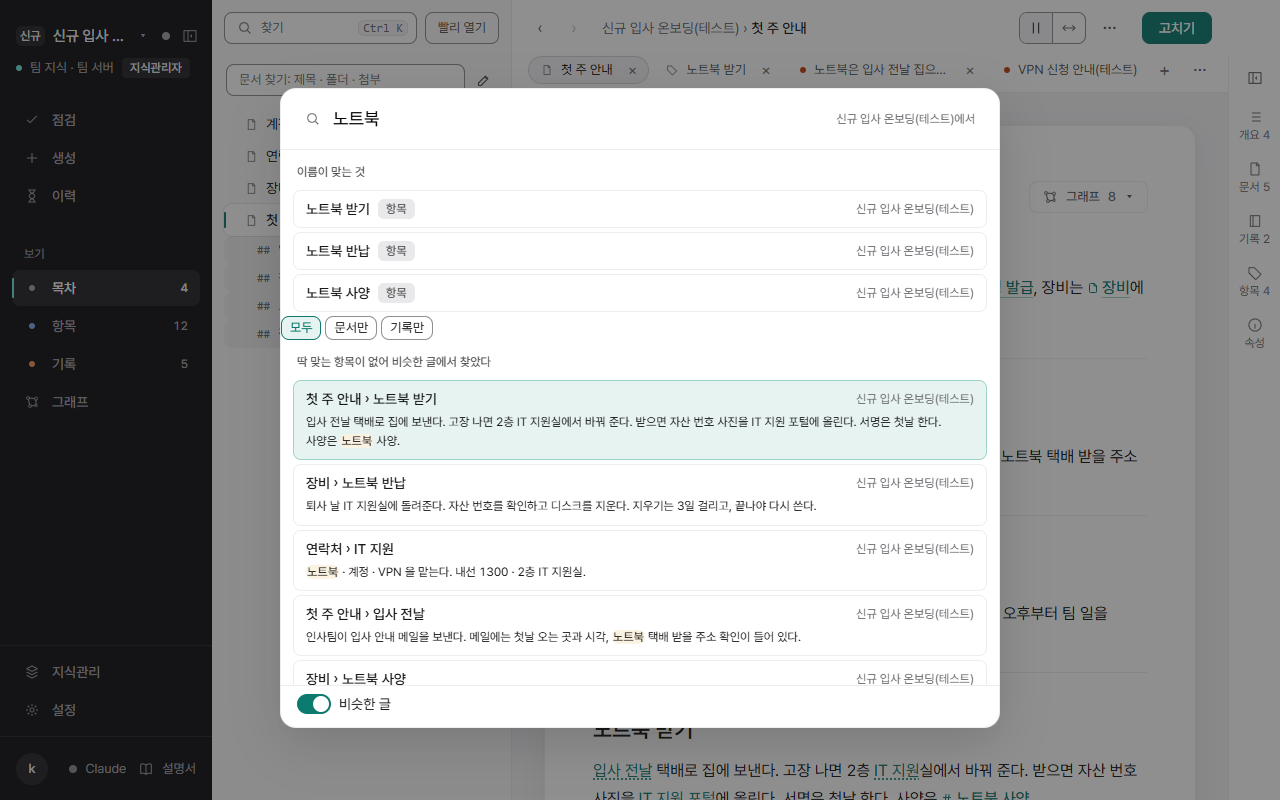 신규 신규 입사 ...
팀 지식 · 팀 서버 지식관리자
점검
생성
이력
보기
목차 4
항목 12
기록 5
그래프
지식관리
설정
k Claude 설명서
찾기 Ctrl K 빨리 열기
문서 찾기: 제목 · 폴더 · 첨부
##
##
##
##
신규 입사 온보딩(테스트) › 첫 주 안내
고치기
첫 주 안내 × 노트북 받기 × 노트북은 입사 전날 집으... × VPN 신청 안내(테스트) + ...
노트북 신규 입사 온보딩(테스트)에서
이름이 맞는 것
노트북 받기 항목 신규 입사 온보딩(테스트)
노트북 반납 항목 신규 입사 온보딩(테스트)
노트북 사양 항목 신규 입사 온보딩(테스트)
모두 문서만 기록만
딱 맞는 항목이 없어 비슷한 글에서 찾았다
첫 주 안내 › 노트북 받기 신규 입사 온보딩(테스트)
입사 전날 택배로 집에 보낸다. 고장 나면 2층 IT 지원실에서 바꿔 준다. 받으면 자산 번호 사진을 IT 지원 포털에 올린다. 서명은 첫날 한다.
사양은 노트북 사양.
장비 › 노트북 반납 신규 입사 온보딩(테스트)
퇴사 날 IT 지원실에 돌려준다. 자산 번호를 확인하고 디스크를 지운다. 지우기는 3일 걸리고, 끝나야 다시 쓴다.
연락처 › IT 지원 신규 입사 온보딩(테스트)
노트북 · 계정 · VPN 을 맡는다. 내선 1300 · 2층 IT 지원실.
첫 주 안내 › 입사 전날 신규 입사 온보딩(테스트)
인사팀이 입사 안내 메일을 보낸다. 메일에는 첫날 오는 곳과 시각, 노트북 택배 받을 주소 확인이 들어 있다.
장비 › 노트북 사양 신규 입사 온보딩(테스트)
비슷한 글
그래프 8
발급, 장비는 장비에
노트북 택배 받을 주소
오후부터 팀 일을
노트북 받기
입사 전날 택배로 집에 보낸다. 고장 나면 2층 IT 지원실에서 바꿔 준다. 받으면 자산 번호
사진을 IT 지원 포털에 올린다. 서명은 첫날 한다. 사양은 # 노트북 사양.
개요 4
문서 5
기록 2
항목 4
속성